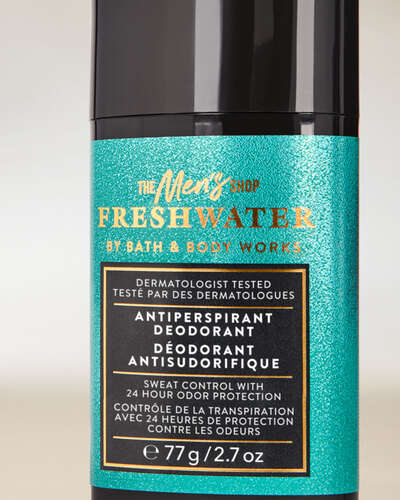 THE Men's SHOP
FRESHWATER
BY BATH & BODY WORKS
DERMATOLOGIST TESTED
TESTÉ PAR DES DERMATOLOGUES
ANTIPERSPIRANT
DEODORANT
DÉODORANT
ANTISUDORIFIQUE
SWEAT CONTROL WITH
24 HOUR ODOR PROTECTION
CONTRÔLE DE LA TRANSPIRATION
AVEC 24 HEURES DE PROTECTION
CONTRE LES ODEURS
℮ 77g/2.7oz